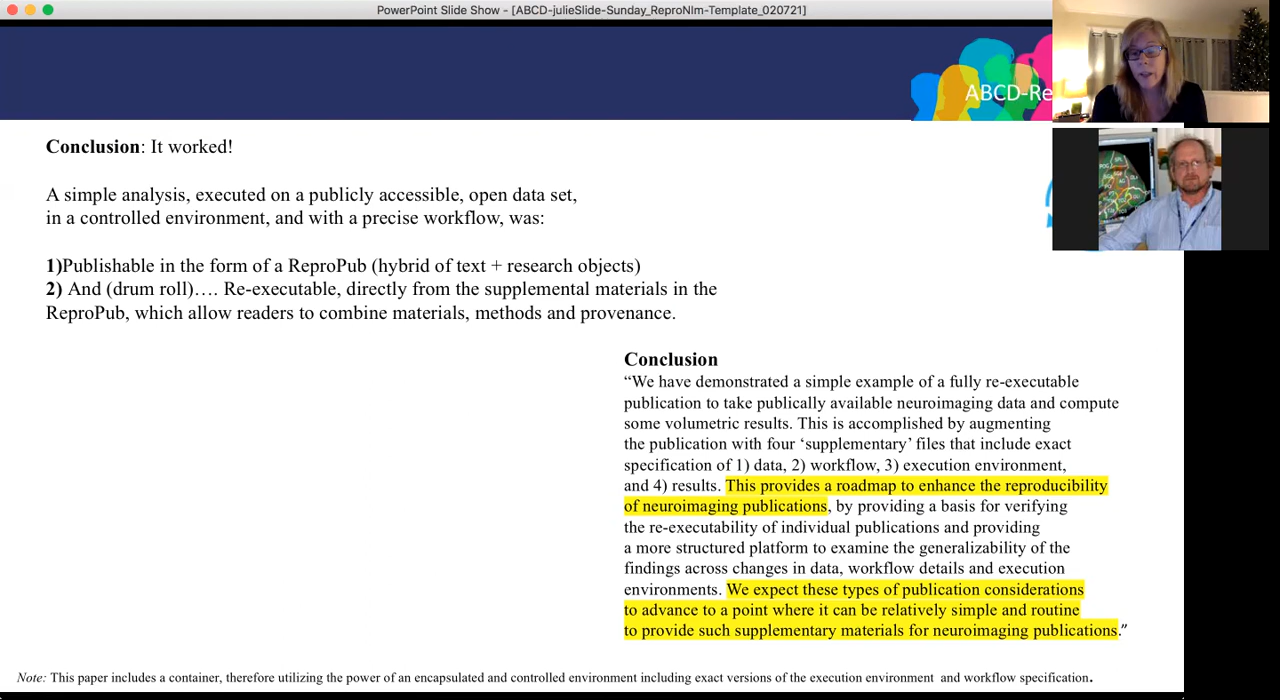 PowerPoint Slide Show - [ABCD-julieSlide-Sunday_ReproNIm-Template_020721]
ABCD-Re
Conclusion: It worked!
A simple analysis, executed on a publicly accessible, open data set,
in a controlled environment, and with a precise workflow, was:
1)Publishable in the form of a ReproPub (hybrid of text + research objects)
2) And (drum roll)…. Re-executable, directly from the supplemental materials in the
ReproPub, which allow readers to combine materials, methods and provenance.
Conclusion
“We have demonstrated a simple example of a fully re-executable
publication to take publically available neuroimaging data and compute
some volumetric results. This is accomplished by augmenting
the publication with four ‘supplementary’ files that include exact
specification of 1) data, 2) workflow, 3) execution environment,
and 4) results. This provides a roadmap to enhance the reproducibility
of neuroimaging publications, by providing a basis for verifying
the re-executability of individual publications and providing
a more structured platform to examine the generalizability of the
findings across changes in data, workflow details and execution
environments. We expect these types of publication considerations
to advance to a point where it can be relatively simple and routine
to provide such supplementary materials for neuroimaging publications.”
Note: This paper includes a container, therefore utilizing the power of an encapsulated and controlled environment including exact versions of the execution environment and workflow specification.